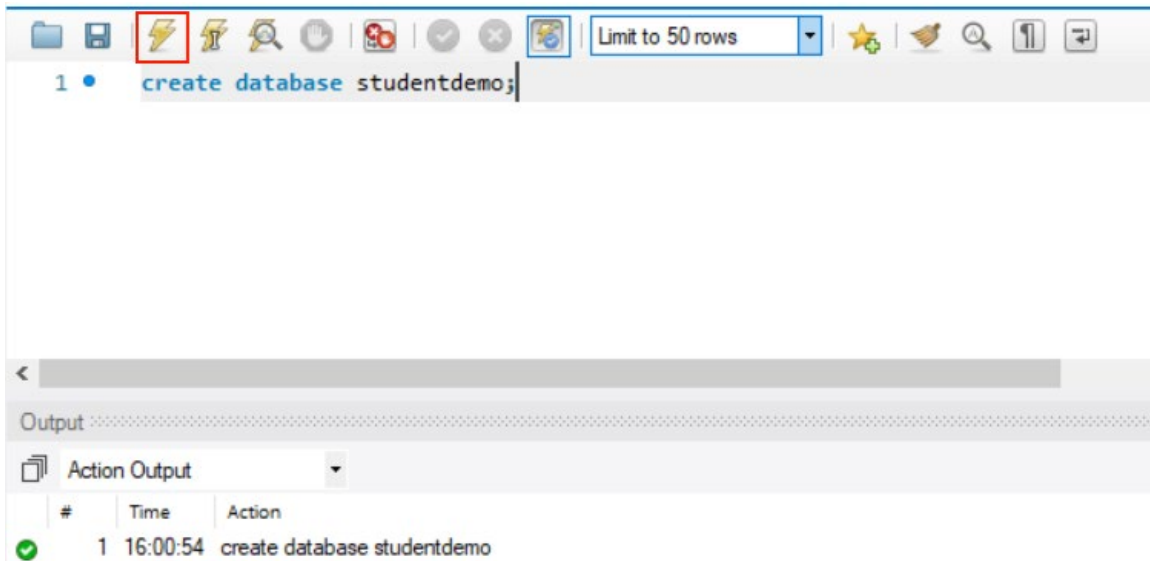 Limit to 50 rows
1 create database studentdemo;
Output
Action Output
# Time Action
1 16:00:54 create database studentdemo